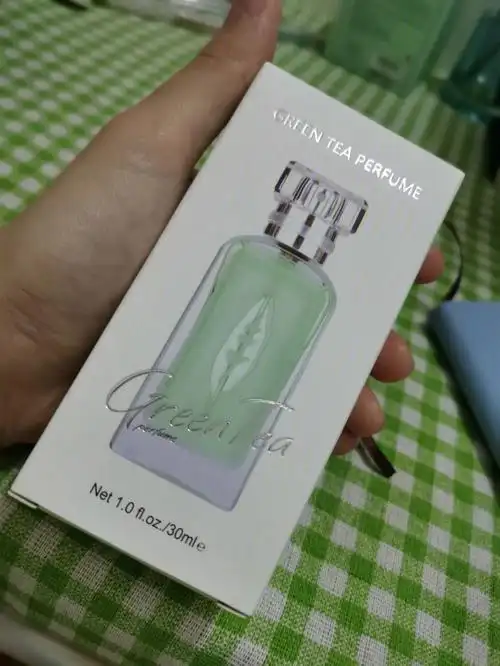 GREEN TEA PERFUME
Green Tea
perfume
Net 1.0 fl.oz./30ml℮